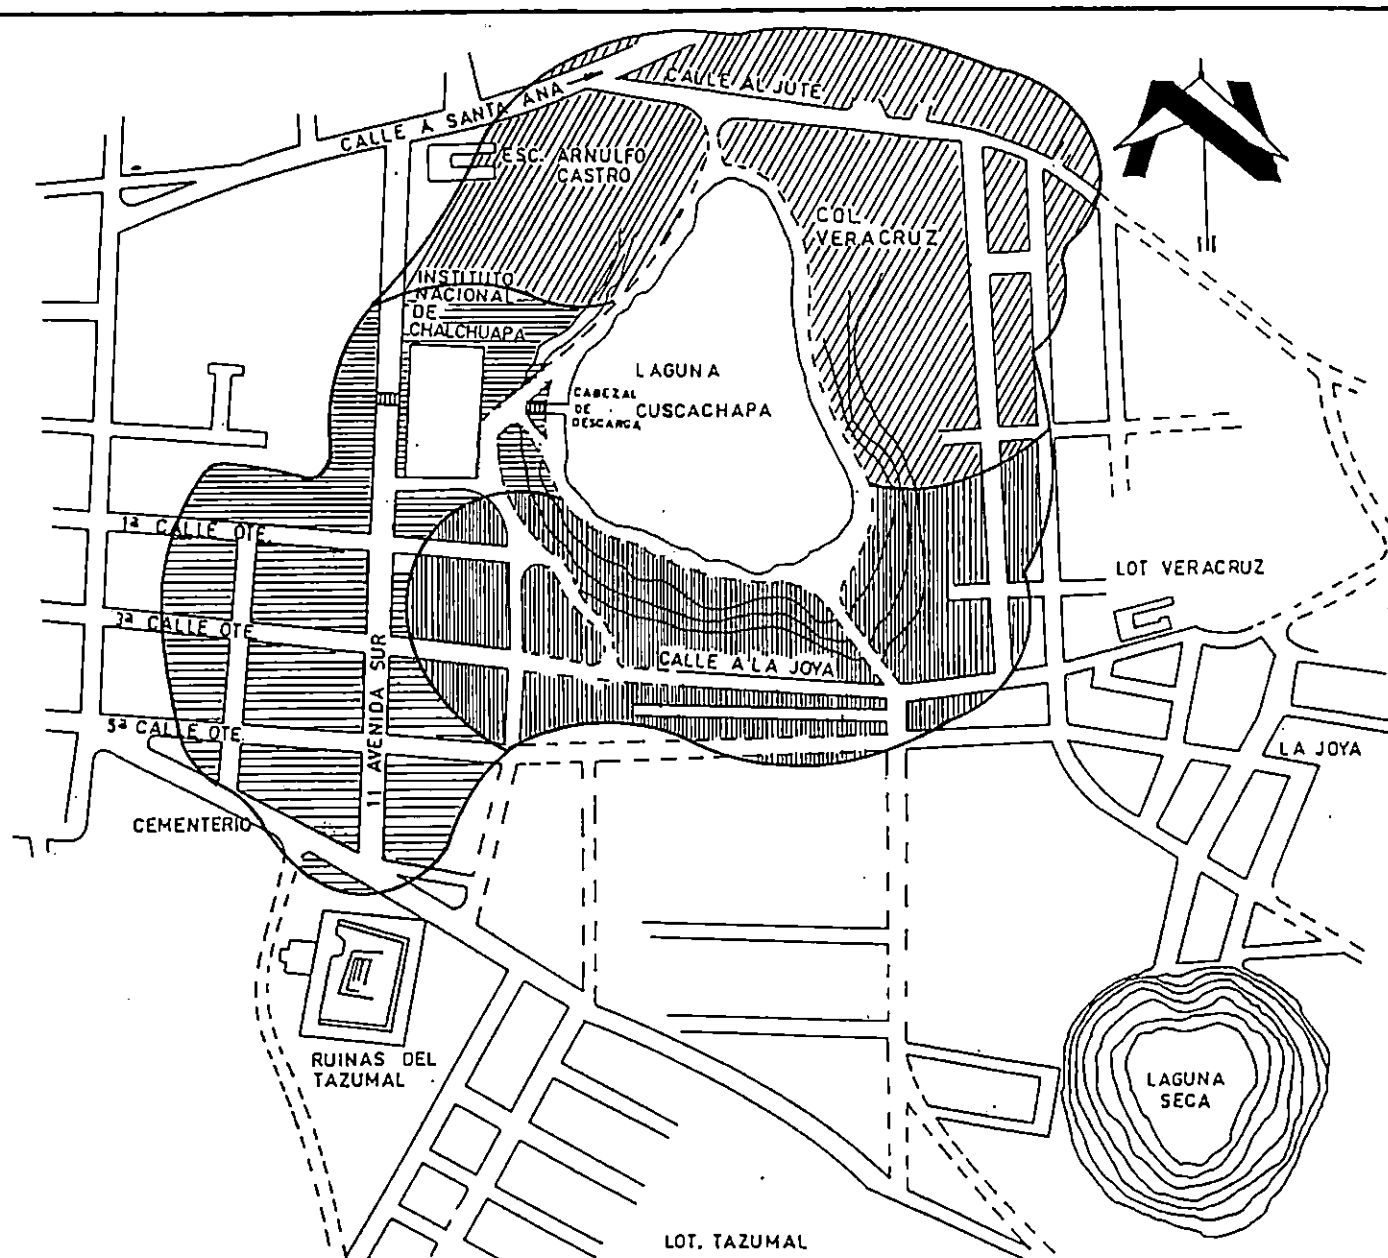 CALLE AL JUTE
CALLE A SANTA ANA
ESC. ARNULFO
CASTRO
COL.
VERACRUZ
INSTITUTO
NACIONAL
DE
CHALCHUAPA
LAGUNA
CUSCACHAPA
CABEZAL
DE
DESCARGA
1ª CALLE OTE.
LOT VERACRUZ
3ª CALLE OTE
11 AVENIDA SUR
CALLE A LA JOYA
5ª CALLE OTE.
LA JOYA
CEMENTERIO
RUINAS DEL
TAZUMAL
LAGUNA
SECA
LOT. TAZUMAL
N